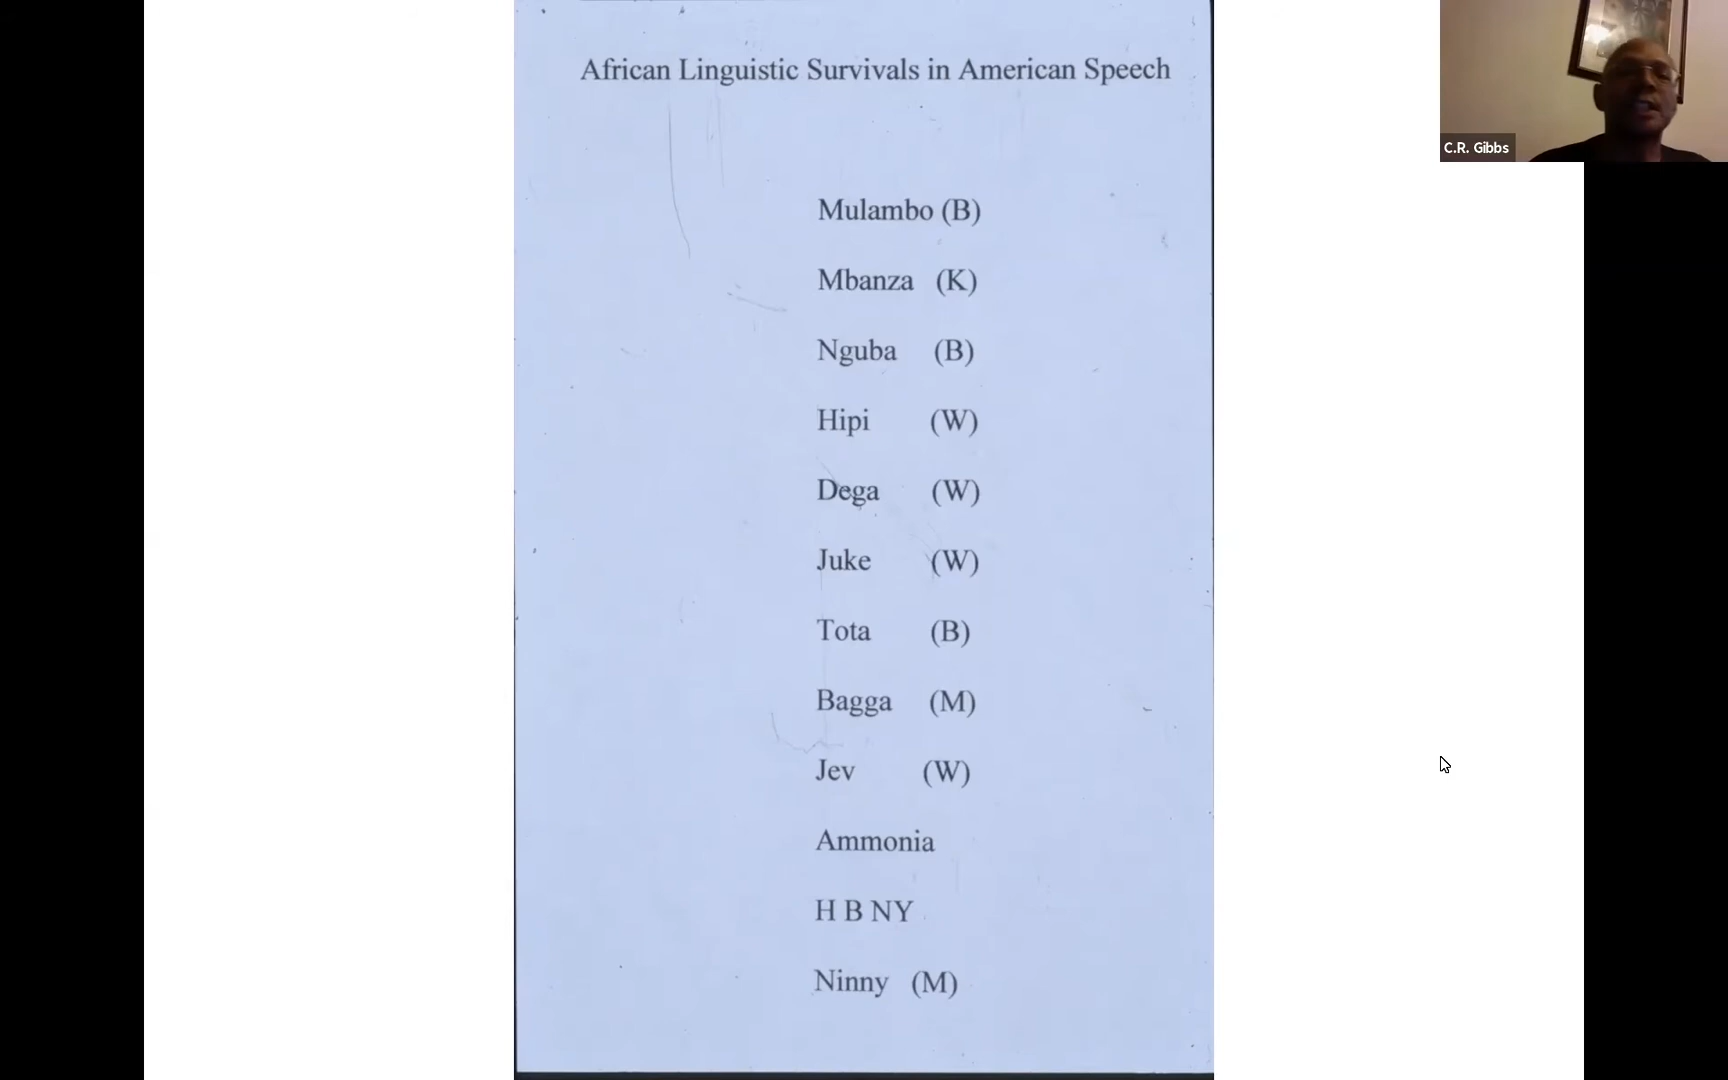 African Linguistic Survivals in American Speech
Mulambo (B)
Mbanza (K)
Nguba (B)
Hipi (W)
Dega (W)
Juke (W)
Tota (B)
Bagga (M)
Jev (W)
Ammonia
H B NY
Ninny (M)
C.R. Gibbs